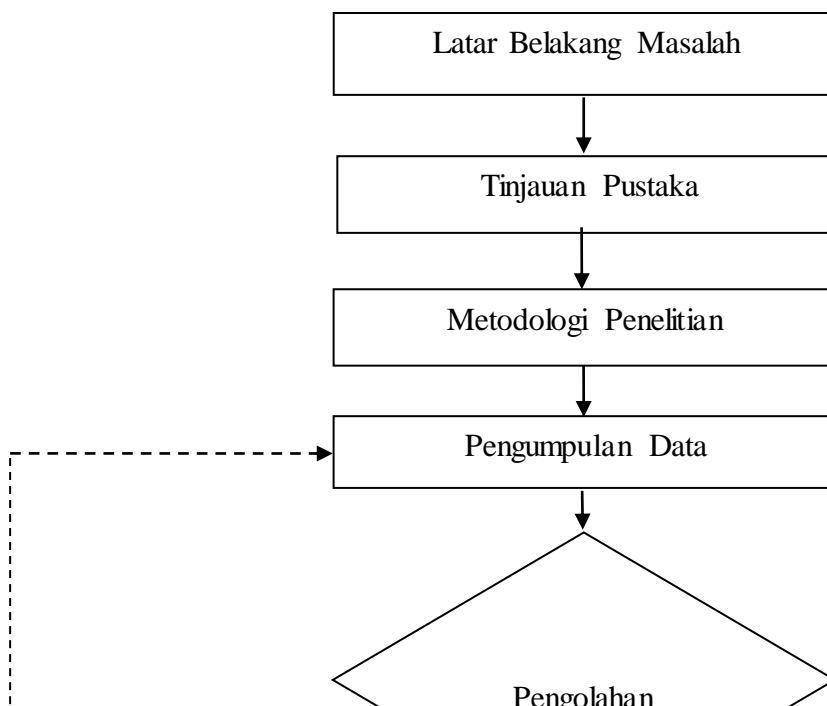 Latar Belakang Masalah
Tinjauan Pustaka
Metodologi Penelitian
Pengumpulan Data
Pengolahan